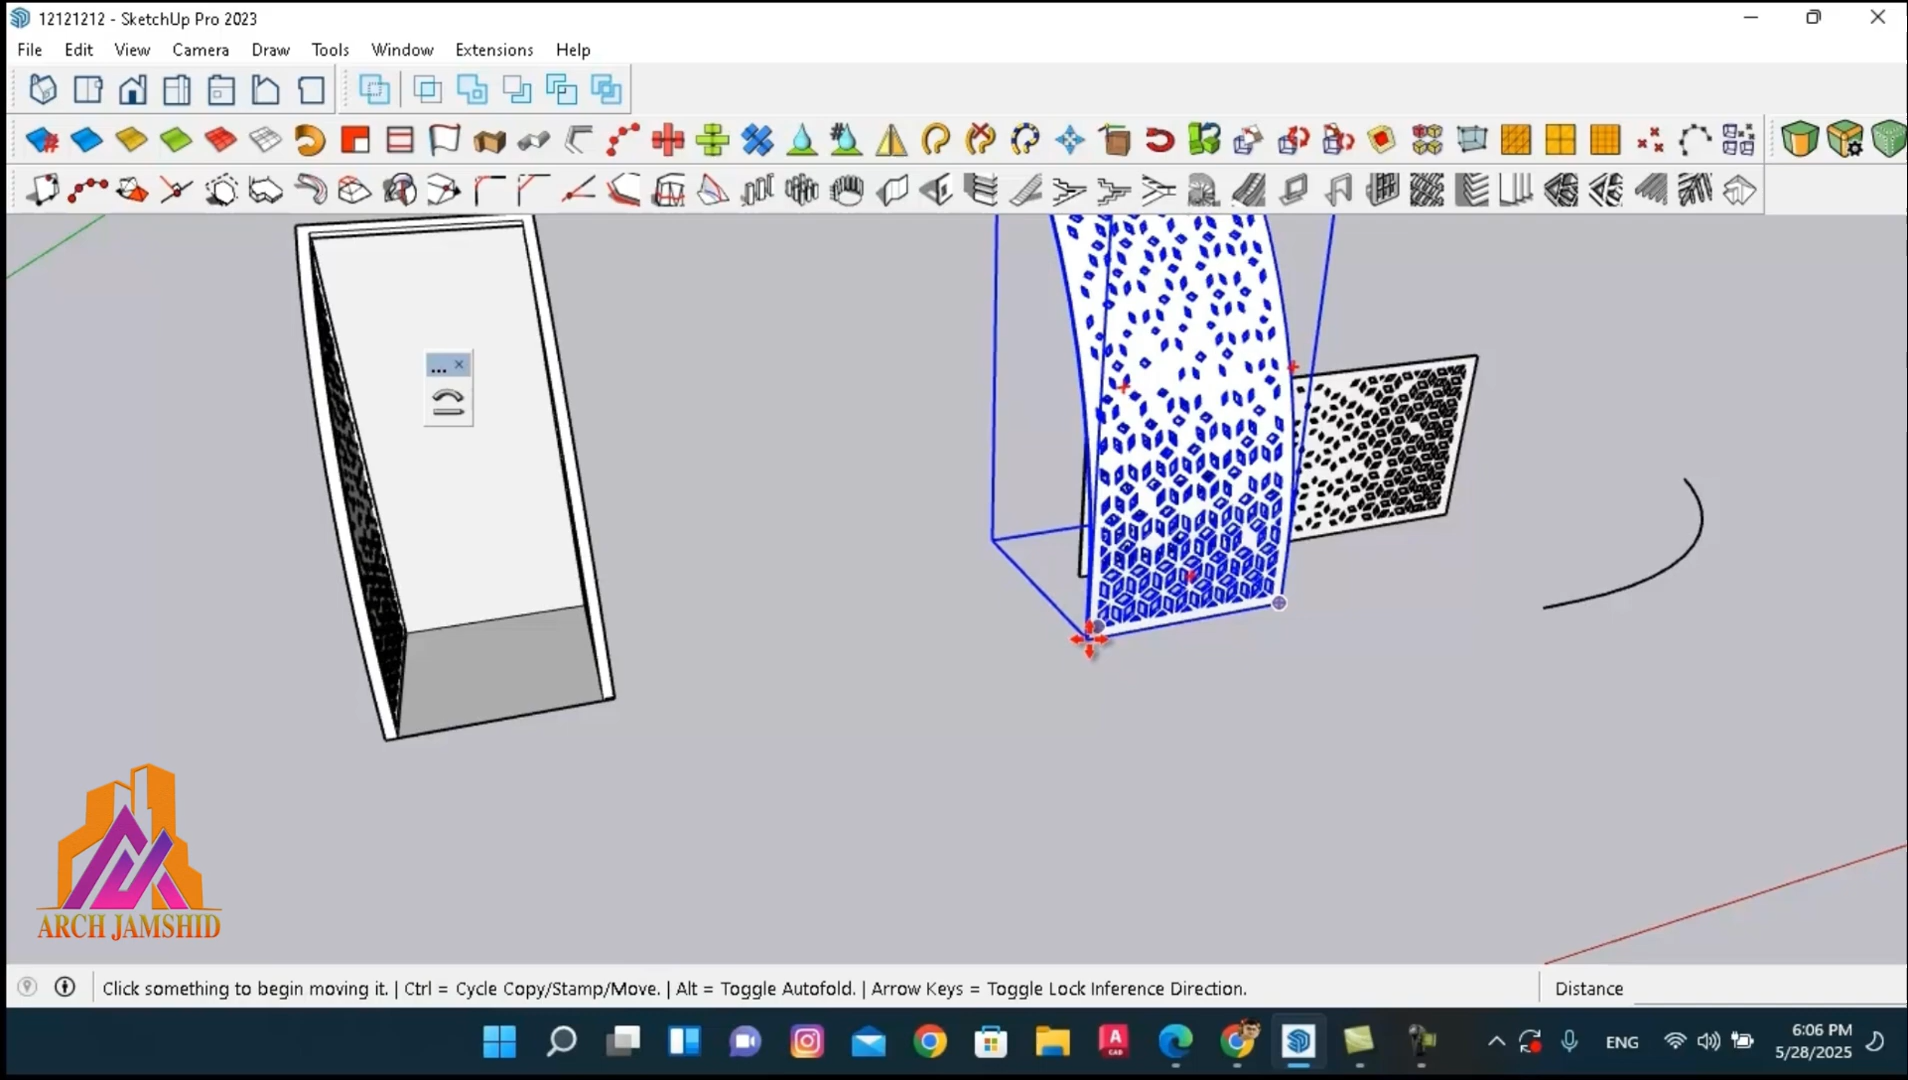 12121212 - SketchUp Pro 2023
File Edit View Camera Draw Tools Window Extensions Help
...
ARCH JAMSHID
Click something to begin moving it. | Ctrl = Cycle Copy/Stamp/Move. | Alt = Toggle Autofold. | Arrow Keys = Toggle Lock Inference Direction.
Distance
A
CAD
ENG
6:06 PM
5/28/2025